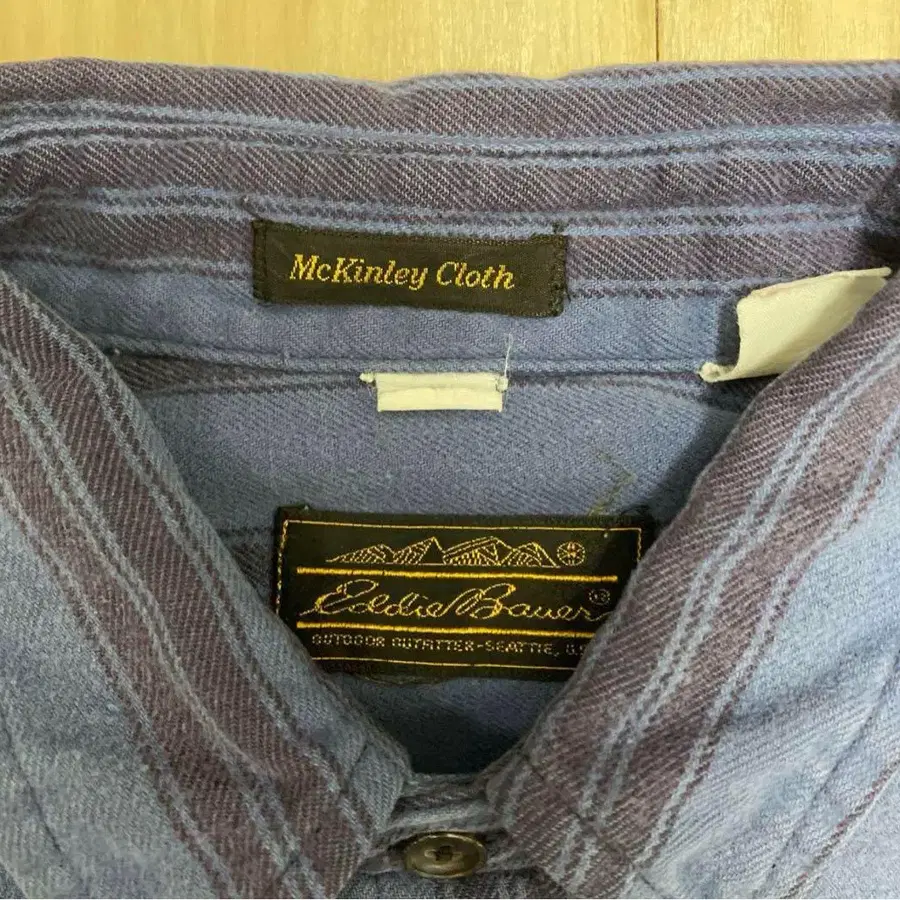 McKinley Cloth
Eddie Bauer®
OUTDOOR OUTFITTER-SEATTLE, U.S